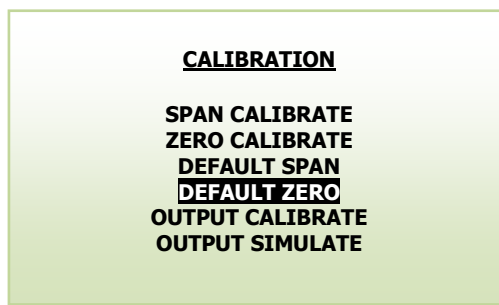 CALIBRATION
SPAN CALIBRATE
ZERO CALIBRATE
DEFAULT SPAN
DEFAULT ZERO
OUTPUT CALIBRATE
OUTPUT SIMULATE